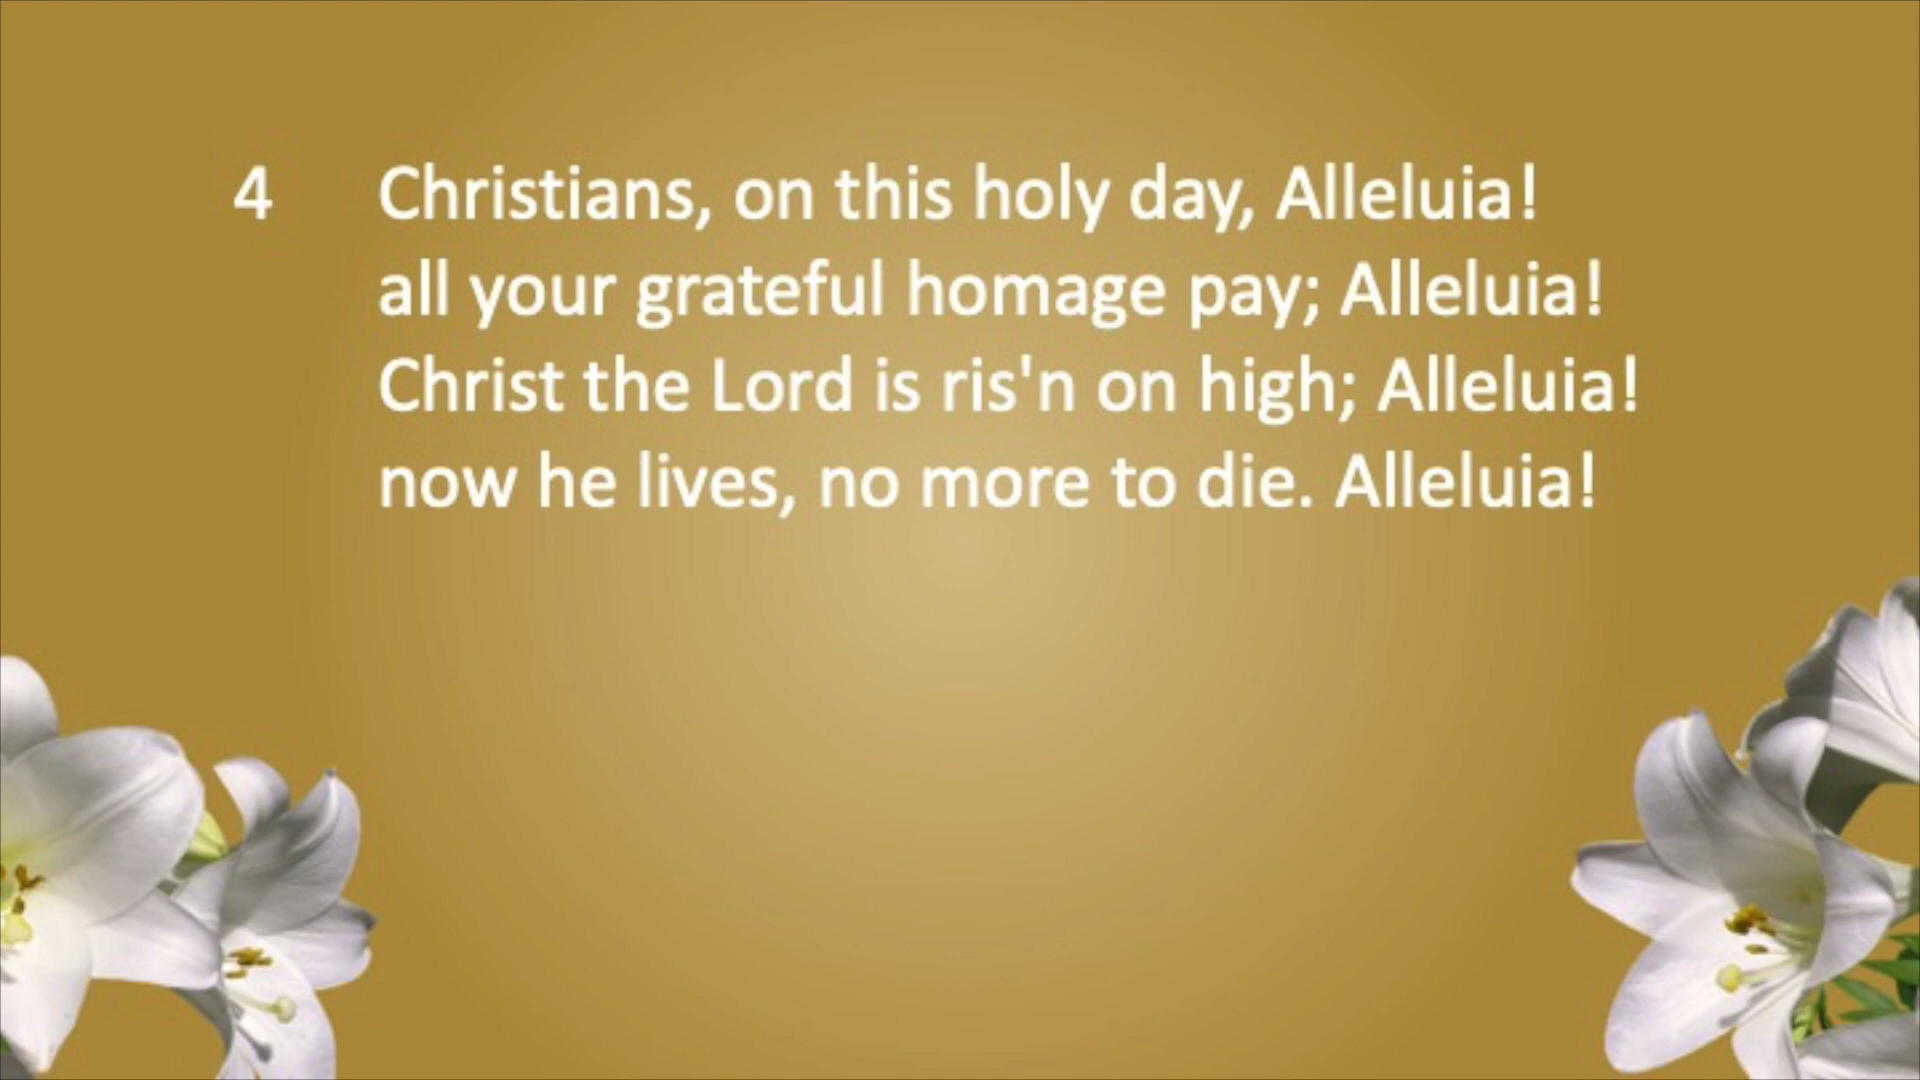 4 Christians, on this holy day, Alleluia!
all your grateful homage pay; Alleluia!
Christ the Lord is ris'n on high; Alleluia!
now he lives, no more to die. Alleluia!